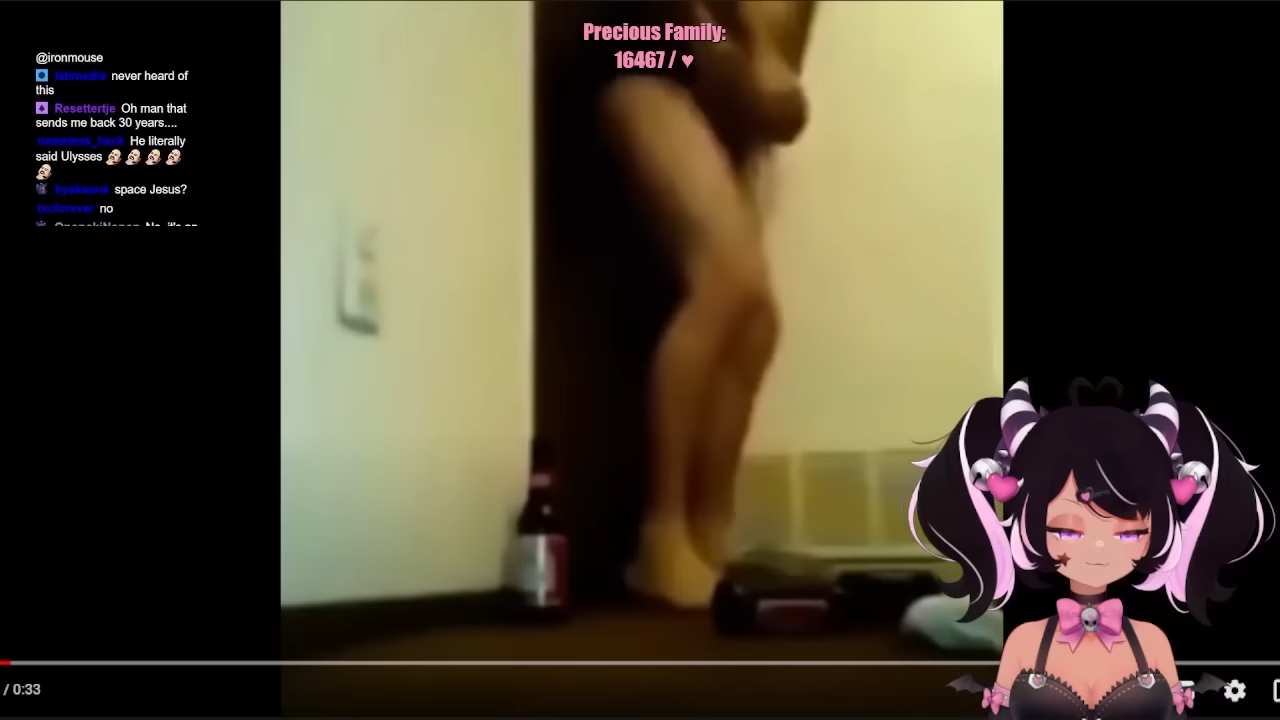 Precious Family:
16467 / ♥
@ironmouse
never heard of
this
Resettertje Oh man that
sends me back 30 years....
He literally
said Ulysses
byaksune space Jesus?
no
/ 0:33